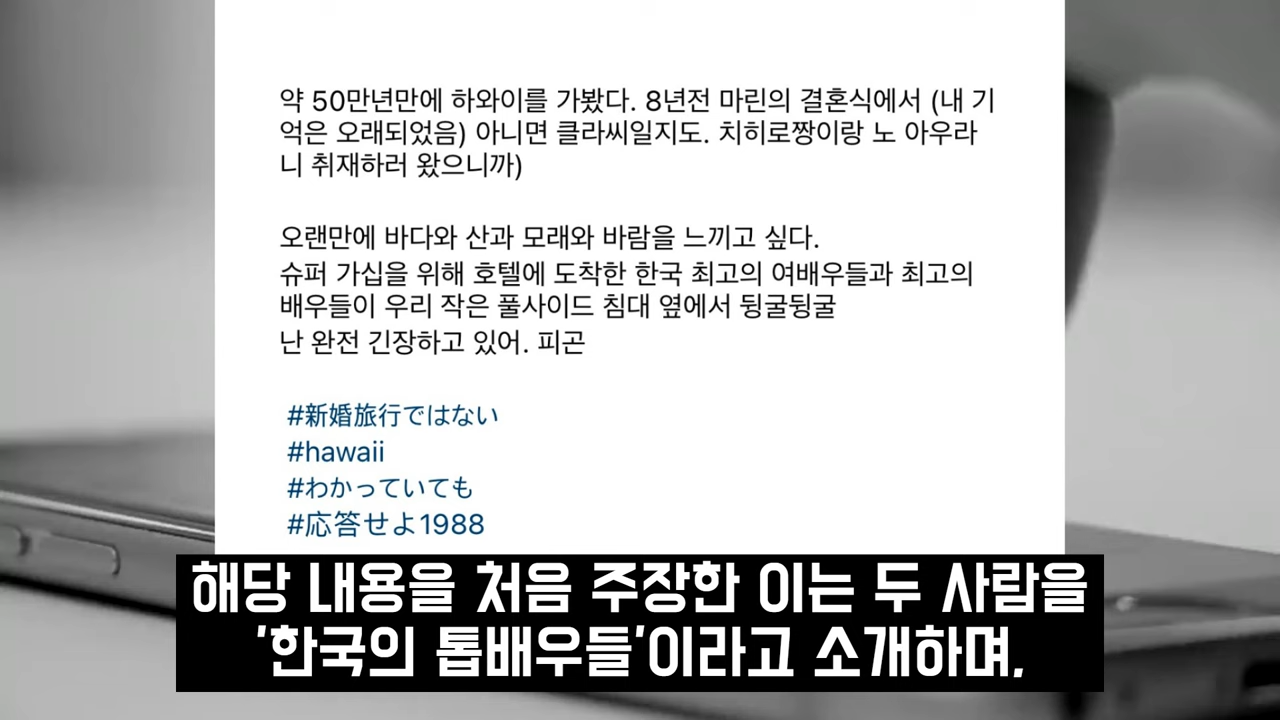 약 50만년만에 하와이를 가봤다. 8년전 마린의 결혼식에서 (내 기
억은 오래되었음) 아니면 클라씨일지도. 치히로짱이랑 노 아우라
니 취재하러 왔으니까)
오랜만에 바다와 산과 모래와 바람을 느끼고 싶다.
슈퍼 가십을 위해 호텔에 도착한 한국 최고의 여배우들과 최고의
배우들이 우리 작은 풀사이드 침대 옆에서 뒹굴뒹굴
난 완전 긴장하고 있어. 피곤
#新婚旅行ではない
#hawaii
#わかっていても
#応答せよ1988
해당 내용을 처음 주장한 이는 두 사람을
'한국의 톱배우들'이라고 소개하며,